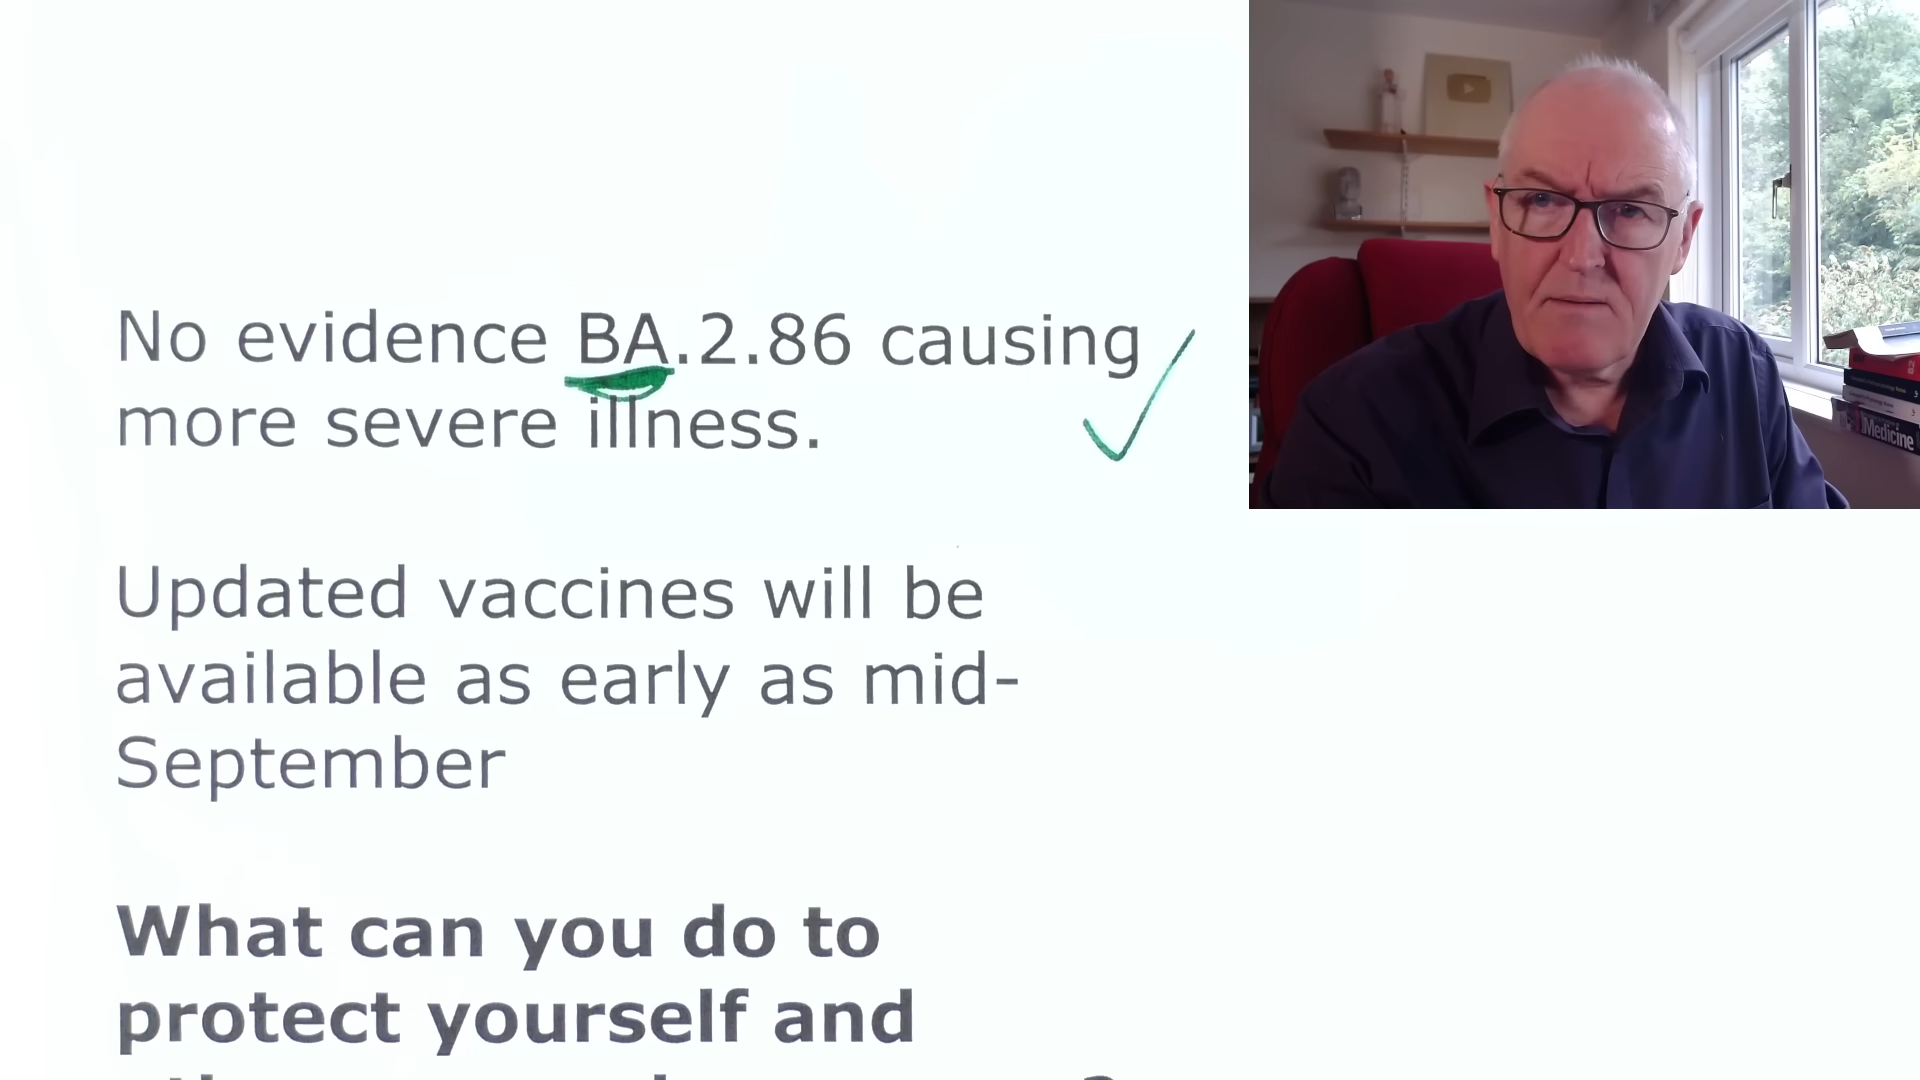 No evidence BA.2.86 causing
more severe illness.
Updated vaccines will be
available as early as mid-
September
What can you do to
protect yourself and
Medicine